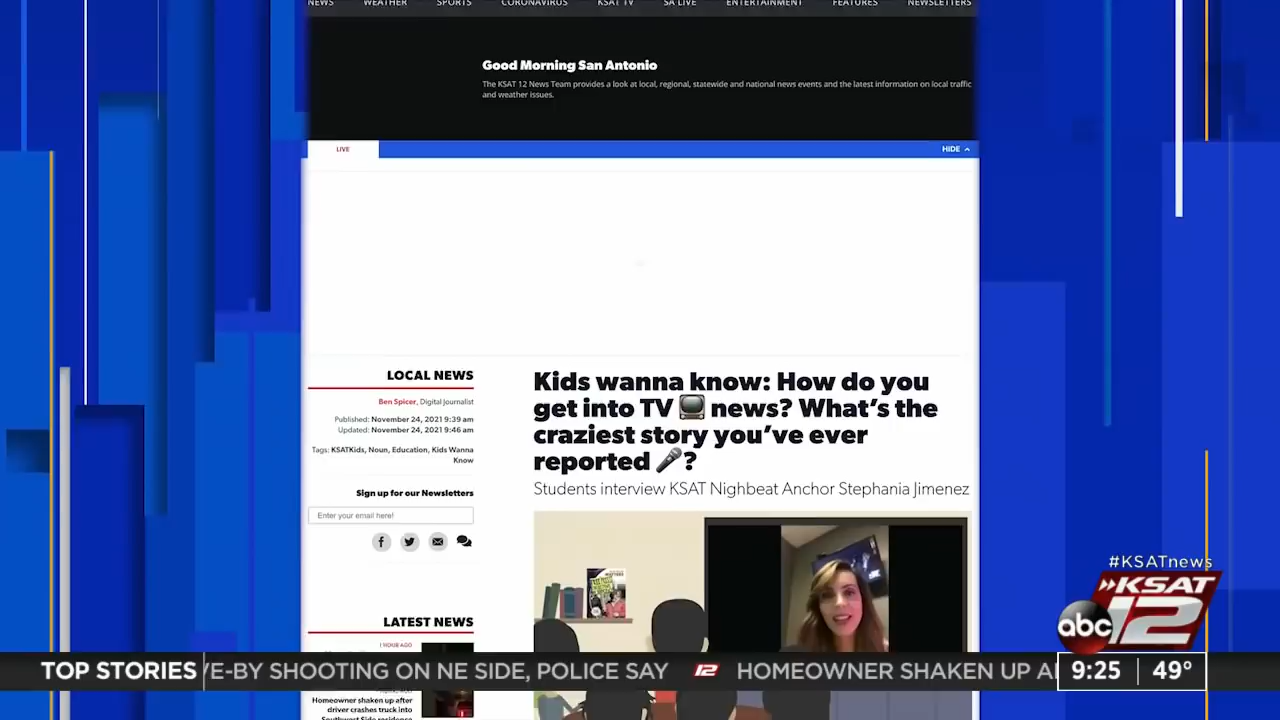 NEWS WEATHER SPORTS CORONAVIRUS KSAT TV SA LIVE ENTERTAINMENT FEATURES NEWSLETTERS
Good Morning San Antonio
The KSAT 12 News Team provides a look at local, regional, statewide and national news events and the latest information on local traffic
and weather issues.
LIVE
HIDE
LOCAL NEWS
Ben Spicer, Digital Journalist
Published: November 24, 2021 9:39 am
Updated: November 24, 2021 9:46 am
Tags: KSATKids, Noun, Education, Kids Wanna
Know
Sign up for our Newsletters
Enter your email here!
LATEST NEWS
1 HOUR AGO
Homeowner shaken up after
driver crashes truck into
Southwest Side residence
Kids wanna know: How do you
get into TV 📺 news? What's the
craziest story you've ever
reported 🎤?
Students interview KSAT Nighbeat Anchor Stephania Jimenez
#KSATnews
KSAT
abc 12
TOP STORIES
VE-BY SHOOTING ON NE SIDE, POLICE SAY 12 HOMEOWNER SHAKEN UP A
9:25 49°